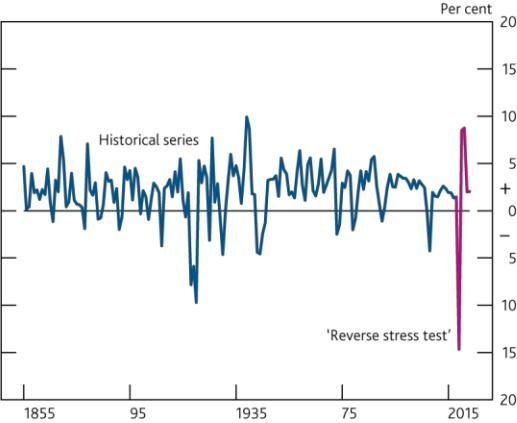 Per cent
20
15
10
Historical series
5
+
0
–
5
10
'Reverse stress test'
15
20
1855 95 1935 75 2015